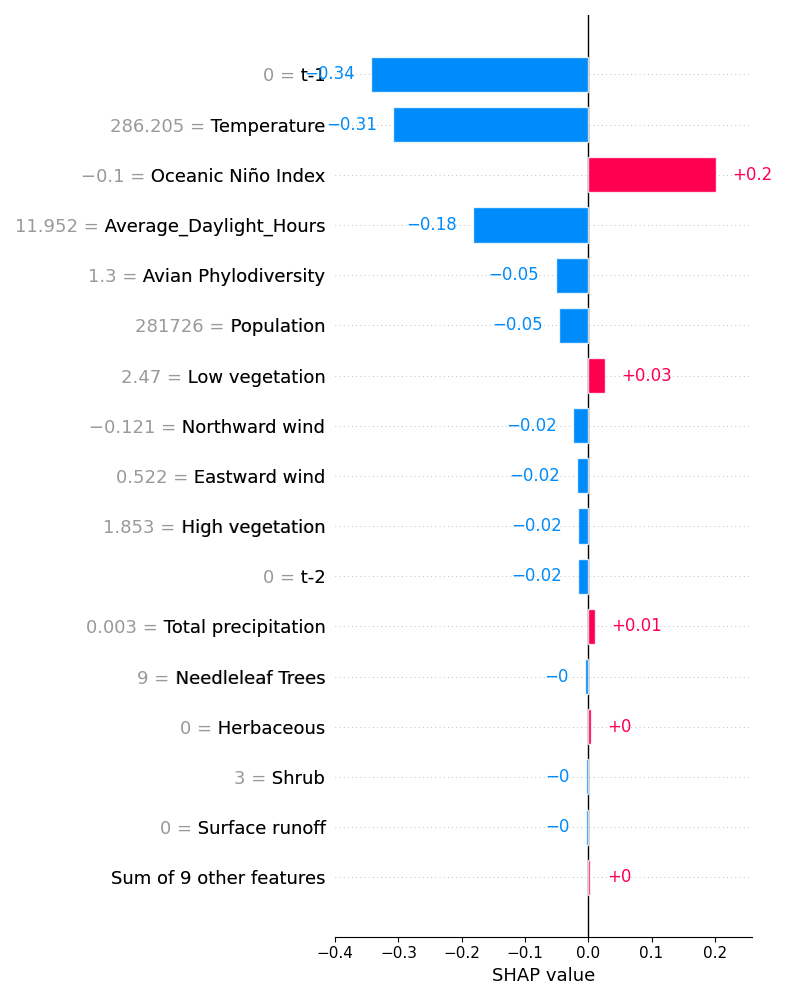 0 = t-1 −0.34
286.205 = Temperature −0.31
−0.1 = Oceanic Niño Index +0.2
11.952 = Average_Daylight_Hours −0.18
1.3 = Avian Phylodiversity −0.05
281726 = Population −0.05
2.47 = Low vegetation +0.03
−0.121 = Northward wind −0.02
0.522 = Eastward wind −0.02
1.853 = High vegetation −0.02
0 = t-2 −0.02
0.003 = Total precipitation +0.01
9 = Needleleaf Trees −0
0 = Herbaceous +0
3 = Shrub −0
0 = Surface runoff −0
Sum of 9 other features +0
−0.4 −0.3 −0.2 −0.1 0.0 0.1 0.2
SHAP value